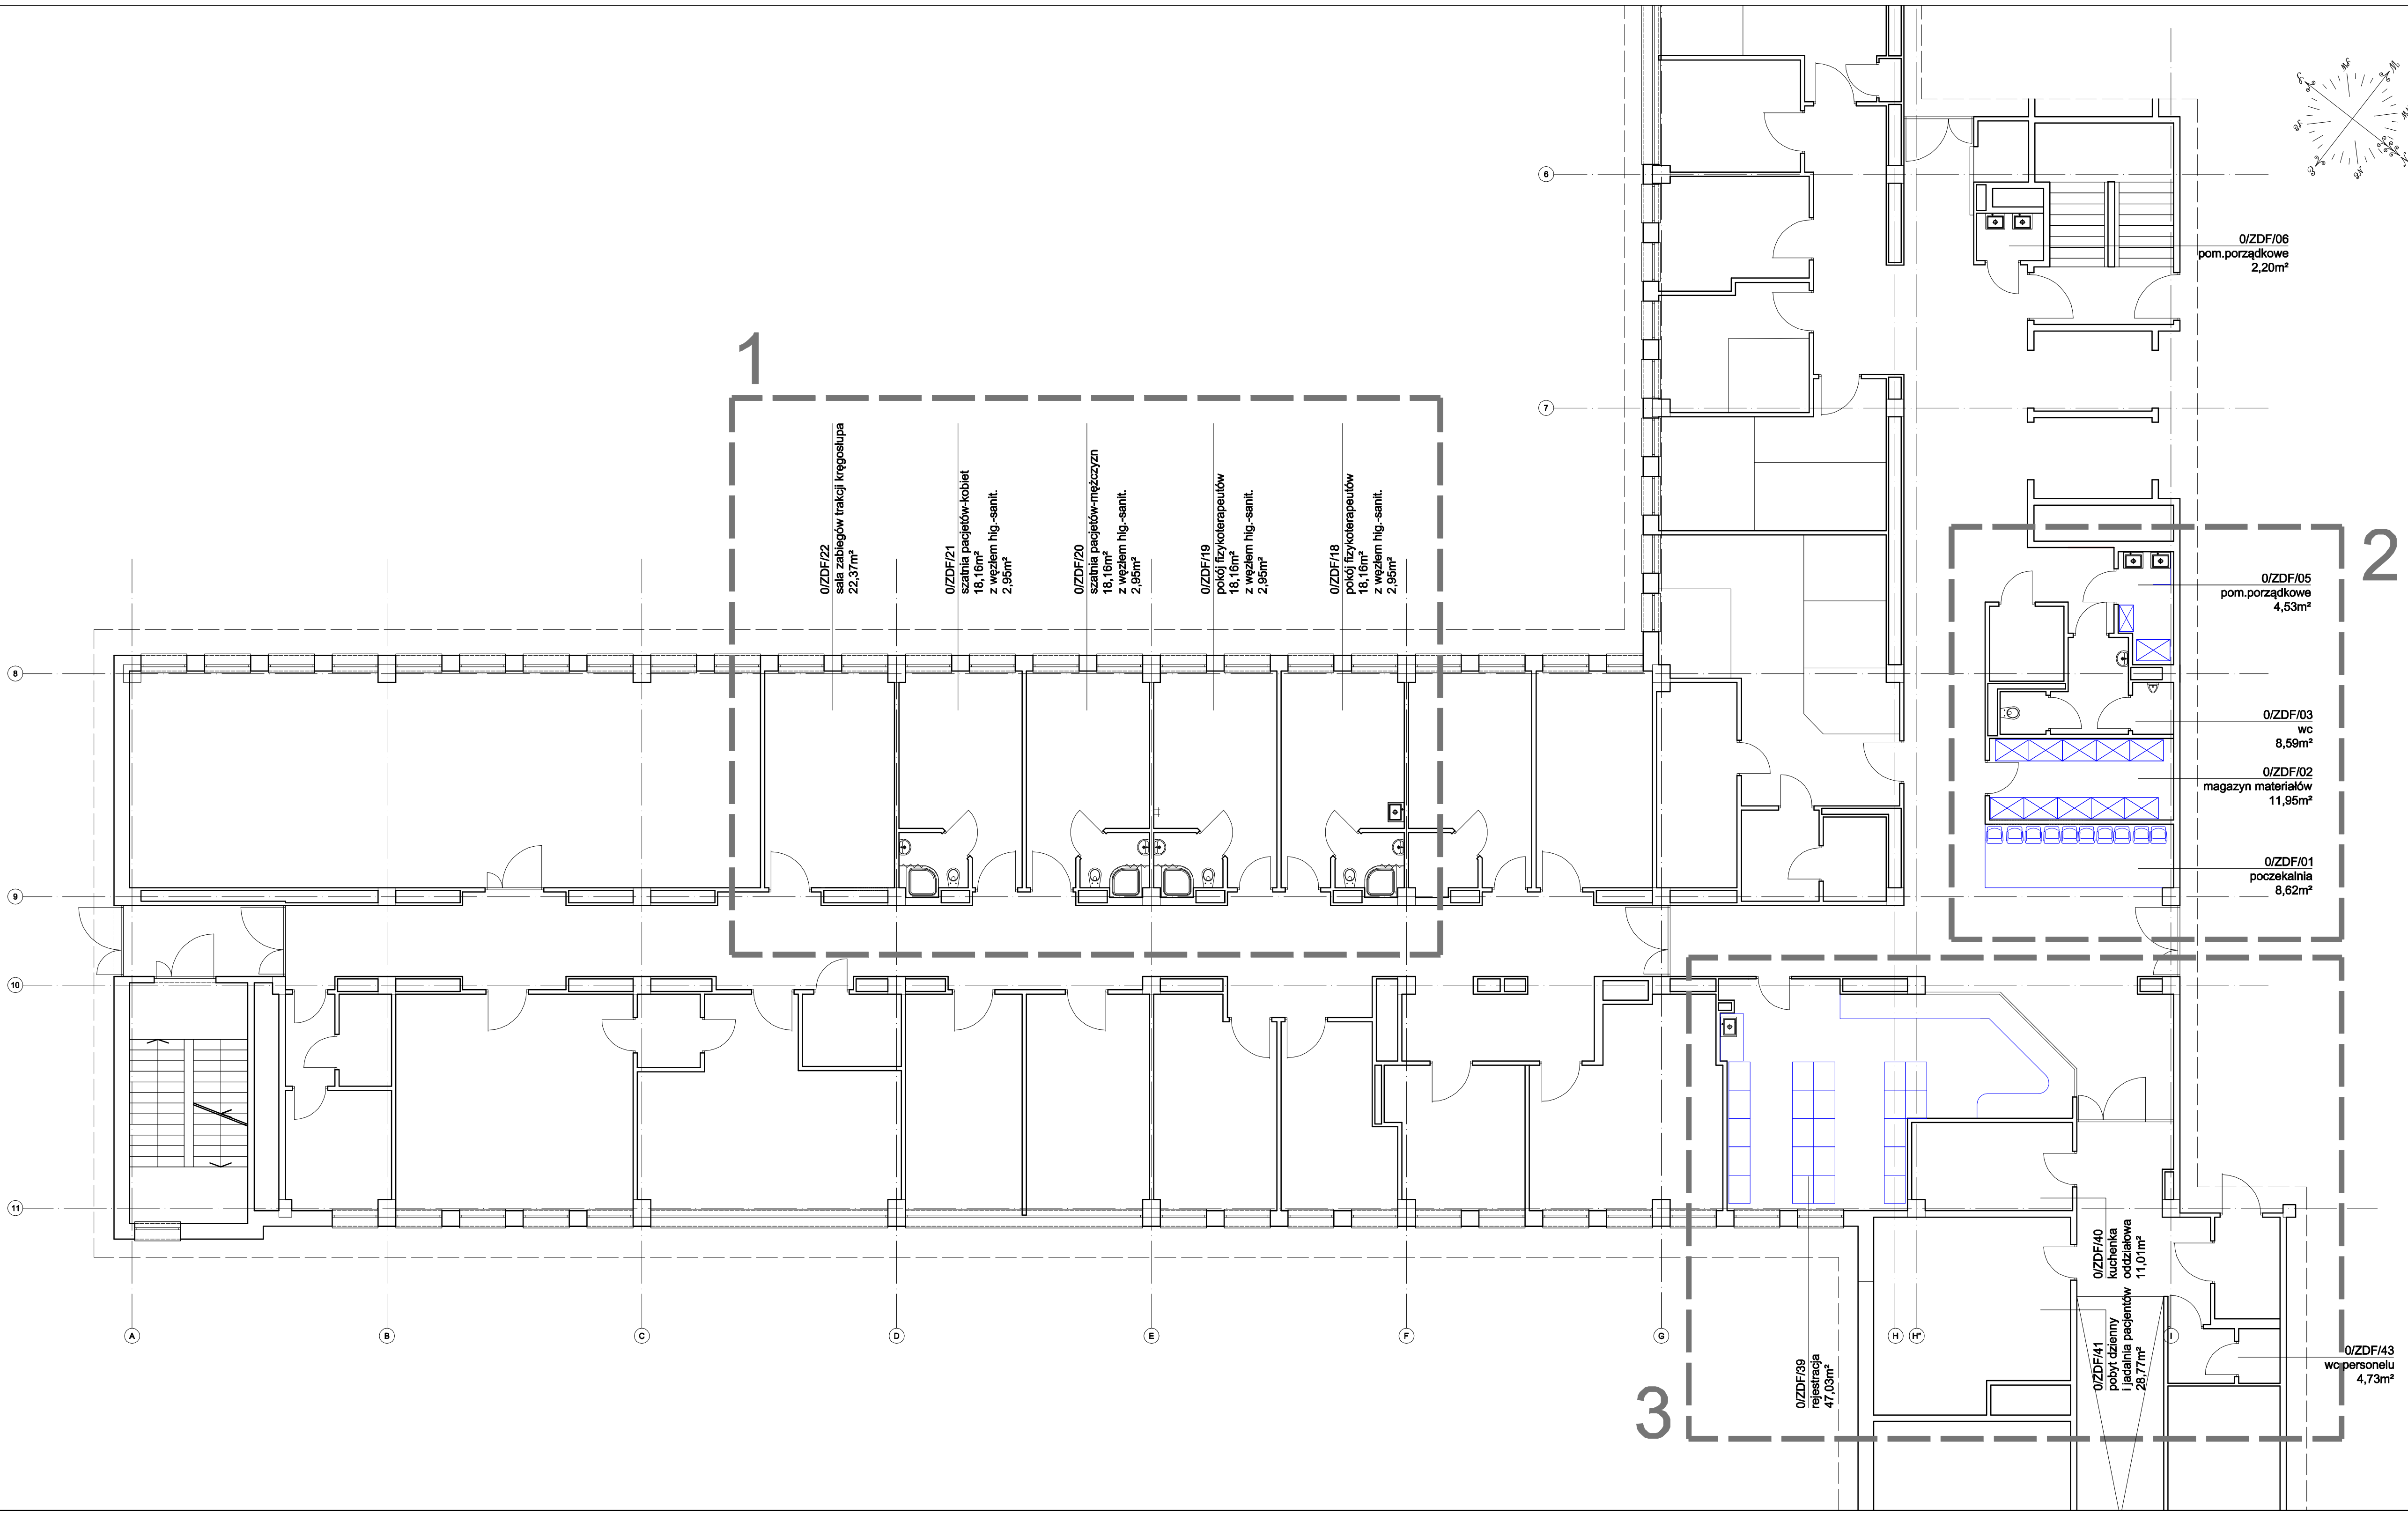 1
0/ZDF/22
sala zabiegów trakcji kręgosłupa
22,37m²
0/ZDF/21
szatnia pacjetów-kobiet
18,16m²
z węzłem hig.-sanit.
2,95m²
0/ZDF/20
szatnia pacjetów-mężczyzn
18,16m²
z węzłem hig.-sanit.
2,95m²
0/ZDF/19
pokój fizykoterapeutów
18,16m²
z węzłem hig.-sanit.
2,95m²
0/ZDF/18
pokój fizykoterapeutów
18,16m²
z węzłem hig.-sanit.
2,95m²
6
7
8
9
10
11
0/ZDF/06
pom.porządkowe
2,20m²
2
0/ZDF/05
pom.porządkowe
4,53m²
0/ZDF/03
wc
8,59m²
0/ZDF/02
magazyn materiałów
11,95m²
0/ZDF/01
poczekalnia
8,62m²
3
0/ZDF/39
rejestracja
47,03m²
0/ZDF/40
kuchenka
oddziałowa
11,01m²
0/ZDF/41
pobyt dzienny
i jadalnia pacjentów
28,77m²
0/ZDF/43
wc personelu
4,73m²
A
B
C
D
E
F
G
H
H'
I